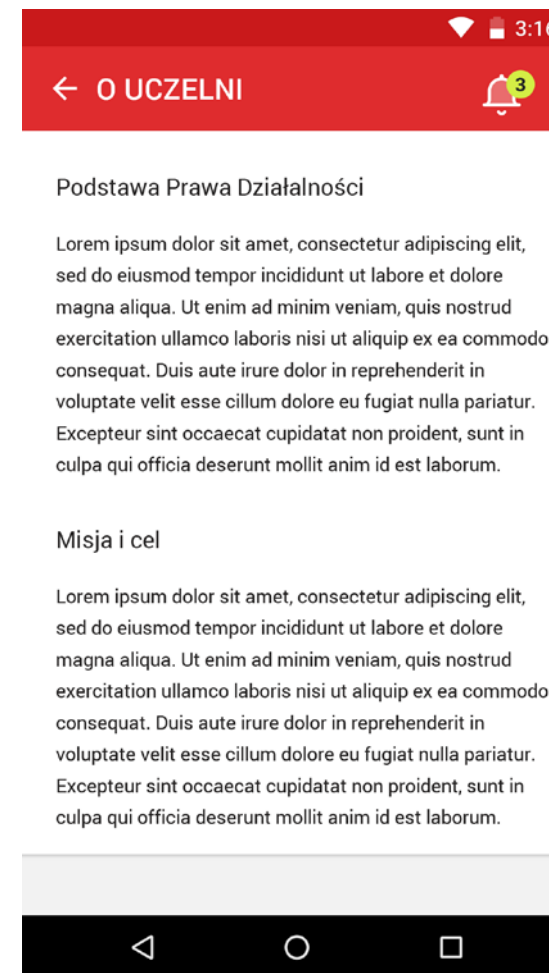 3:16
O UCZELNI
3
Podstawa Prawa Działalności
Lorem ipsum dolor sit amet, consectetur adipiscing elit,
sed do eiusmod tempor incididunt ut labore et dolore
magna aliqua. Ut enim ad minim veniam, quis nostrud
exercitation ullamco laboris nisi ut aliquip ex ea commodo
consequat. Duis aute irure dolor in reprehenderit in
voluptate velit esse cillum dolore eu fugiat nulla pariatur.
Excepteur sint occaecat cupidatat non proident, sunt in
culpa qui officia deserunt mollit anim id est laborum.
Misja i cel
Lorem ipsum dolor sit amet, consectetur adipiscing elit,
sed do eiusmod tempor incididunt ut labore et dolore
magna aliqua. Ut enim ad minim veniam, quis nostrud
exercitation ullamco laboris nisi ut aliquip ex ea commodo
consequat. Duis aute irure dolor in reprehenderit in
voluptate velit esse cillum dolore eu fugiat nulla pariatur.
Excepteur sint occaecat cupidatat non proident, sunt in
culpa qui officia deserunt mollit anim id est laborum.